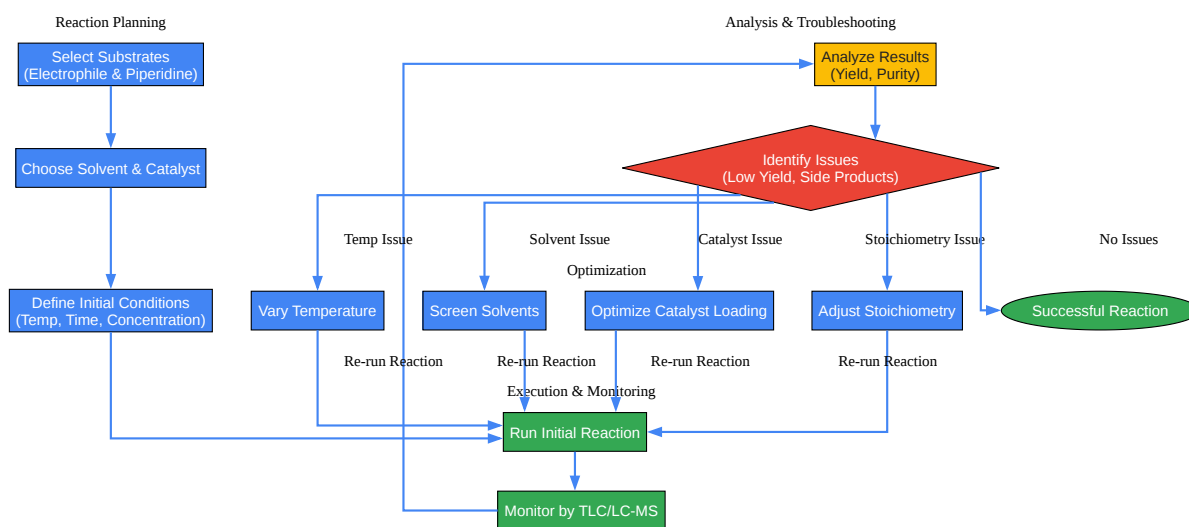 Reaction Planning
Analysis & Troubleshooting
Select Substrates
(Electrophile & Piperidine)
Analyze Results
(Yield, Purity)
Choose Solvent & Catalyst
Identify Issues
(Low Yield, Side Products)
Temp Issue
Solvent Issue
Catalyst Issue
Stoichiometry Issue
No Issues
Optimization
Define Initial Conditions
(Temp, Time, Concentration)
Vary Temperature
Screen Solvents
Optimize Catalyst Loading
Adjust Stoichiometry
Successful Reaction
Re-run Reaction
Re-run Reaction
Re-run Reaction
Re-run Reaction
Execution & Monitoring
Run Initial Reaction
Monitor by TLC/LC-MS